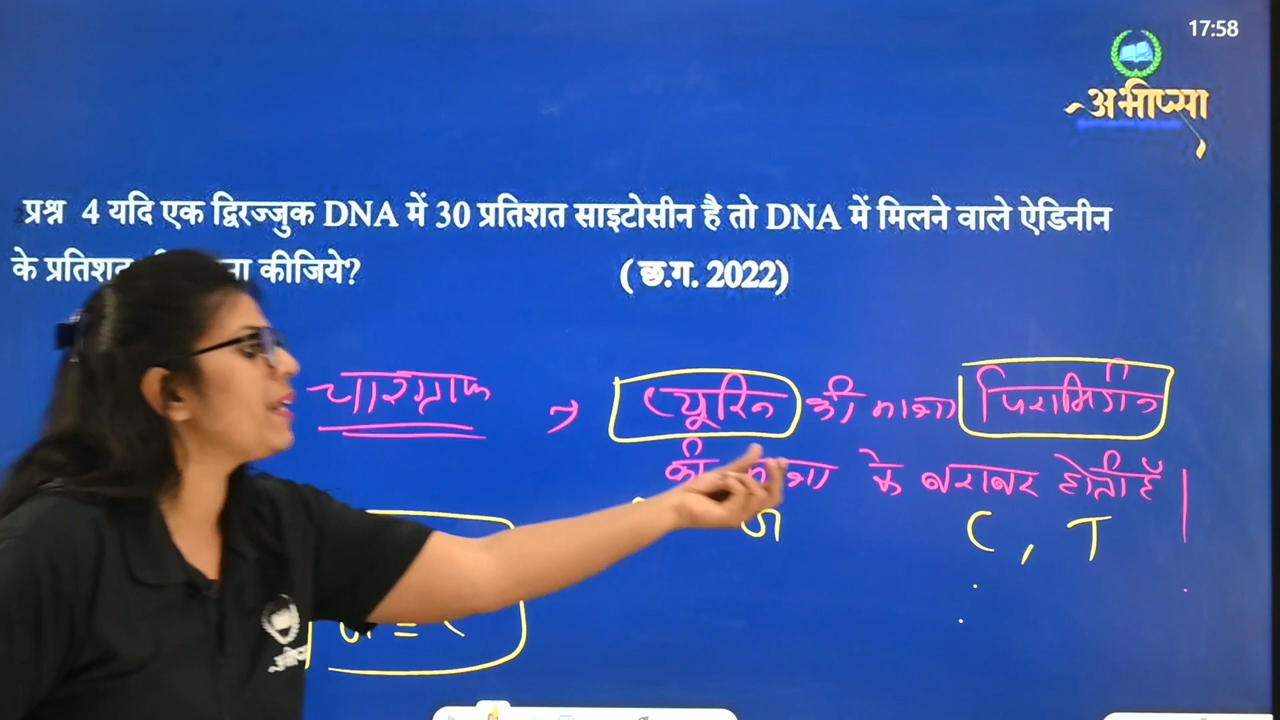 17:58
अभीप्सा
प्रश्न 4 यदि एक द्विरज्जुक DNA में 30 प्रतिशत साइटोसीन है तो DNA में मिलने वाले ऐडिनीन
के प्रतिशत कीजिये? (छ.ग. 2022)
चारग्राफ → प्यूरिन की मात्रा पिरामिडीन
की मात्रा के बराबर होती है |
G C , T
G = C